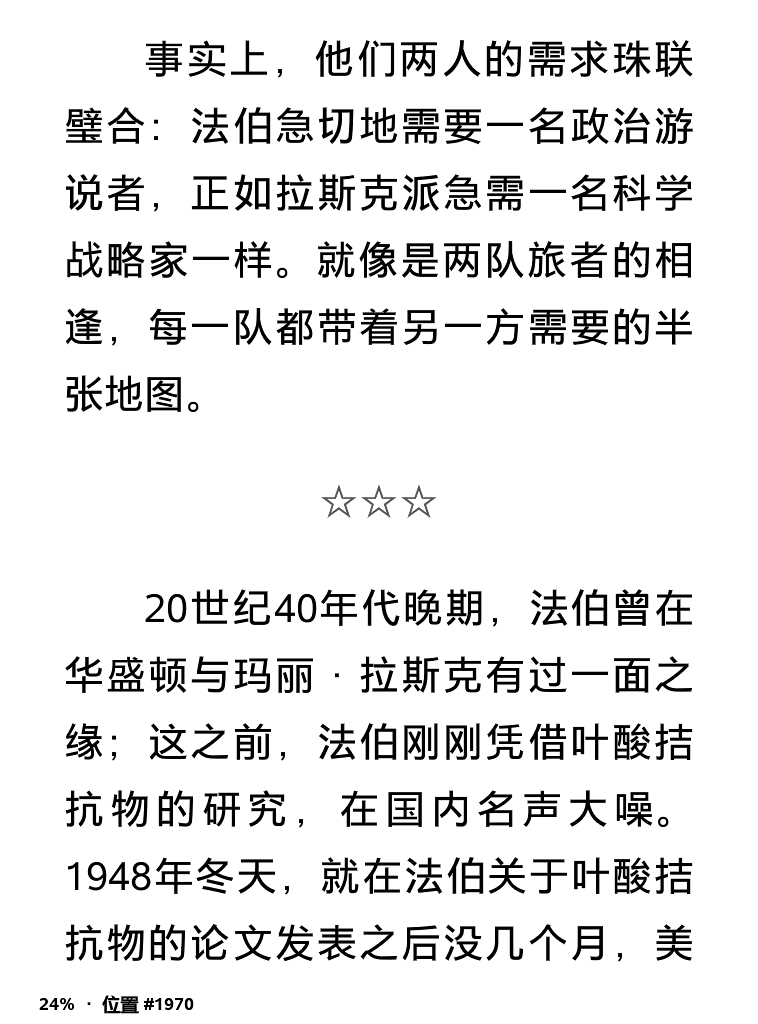 事实上，他们两人的需求珠联
璧合：法伯急切地需要一名政治游
说者，正如拉斯克派急需一名科学
战略家一样。就像是两队旅者的相
逢，每一队都带着另一方需要的半
张地图。
☆☆☆
20世纪40年代晚期，法伯曾在
华盛顿与玛丽·拉斯克有过一面之
缘；这之前，法伯刚刚凭借叶酸拮
抗物的研究，在国内名声大噪。
1948年冬天，就在法伯关于叶酸拮
抗物的论文发表之后没几个月，美
24% · 位置 #1970